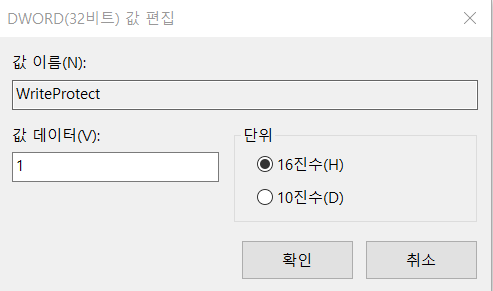 DWORD(32비트) 값 편집
값 이름(N):
WriteProtect
값 데이터(V):
1
단위
16진수(H)
10진수(D)
확인
취소